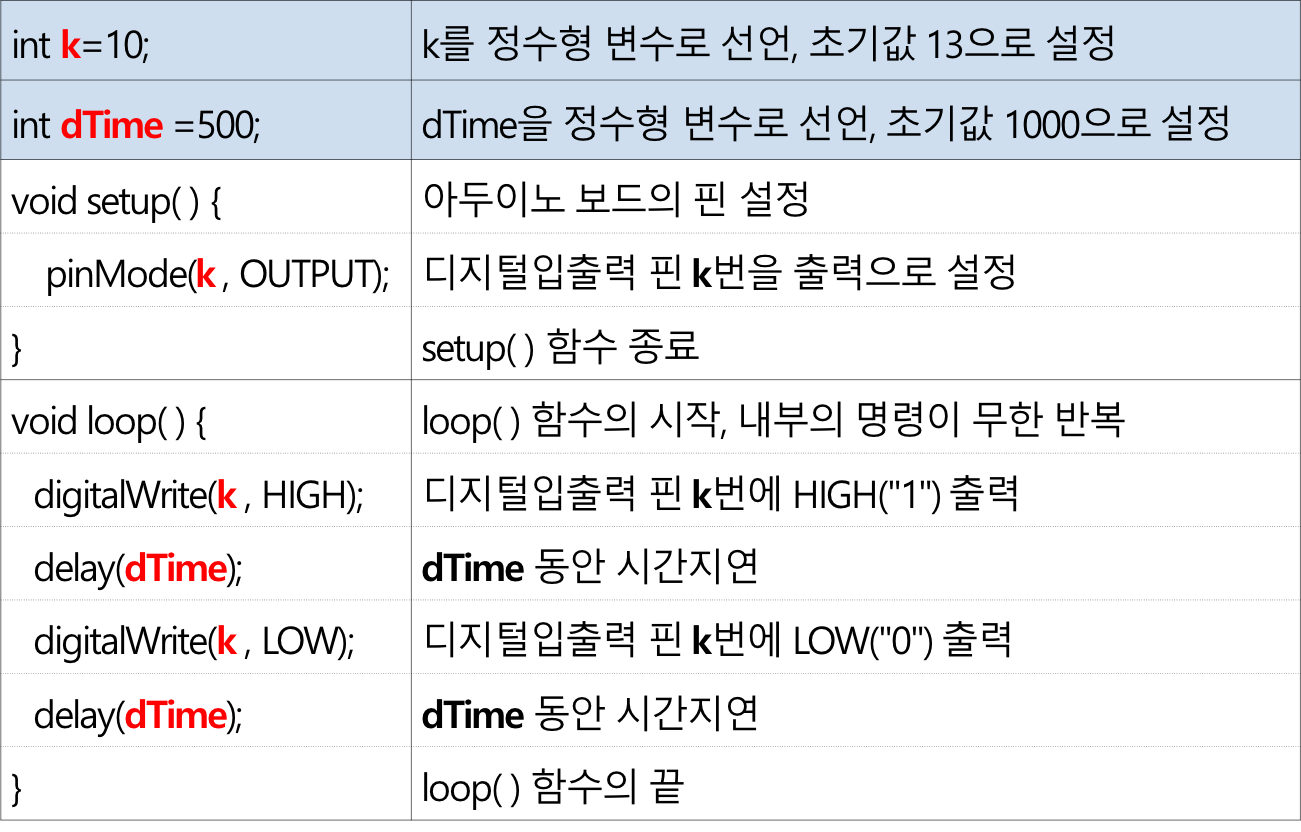 int k=10; k를 정수형 변수로 선언, 초기값 13으로 설정
int dTime =500; dTime을 정수형 변수로 선언, 초기값 1000으로 설정
void setup( ) { 아두이노 보드의 핀 설정
pinMode(k , OUTPUT); 디지털입출력 핀 k번을 출력으로 설정
} setup( ) 함수 종료
void loop( ) { loop( ) 함수의 시작, 내부의 명령이 무한 반복
digitalWrite(k , HIGH); 디지털입출력 핀 k번에 HIGH("1") 출력
delay(dTime); dTime 동안 시간지연
digitalWrite(k , LOW); 디지털입출력 핀 k번에 LOW("0") 출력
delay(dTime); dTime 동안 시간지연
} loop( ) 함수의 끝